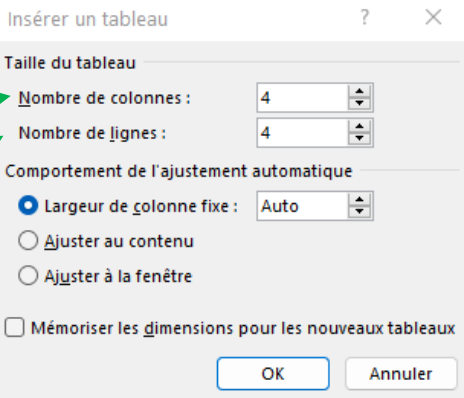 Insérer un tableau ? ×
Taille du tableau
Nombre de colonnes : 4
Nombre de lignes : 4
Comportement de l'ajustement automatique
Largeur de colonne fixe : Auto
Ajuster au contenu
Ajuster à la fenêtre
Mémoriser les dimensions pour les nouveaux tableaux
OK Annuler